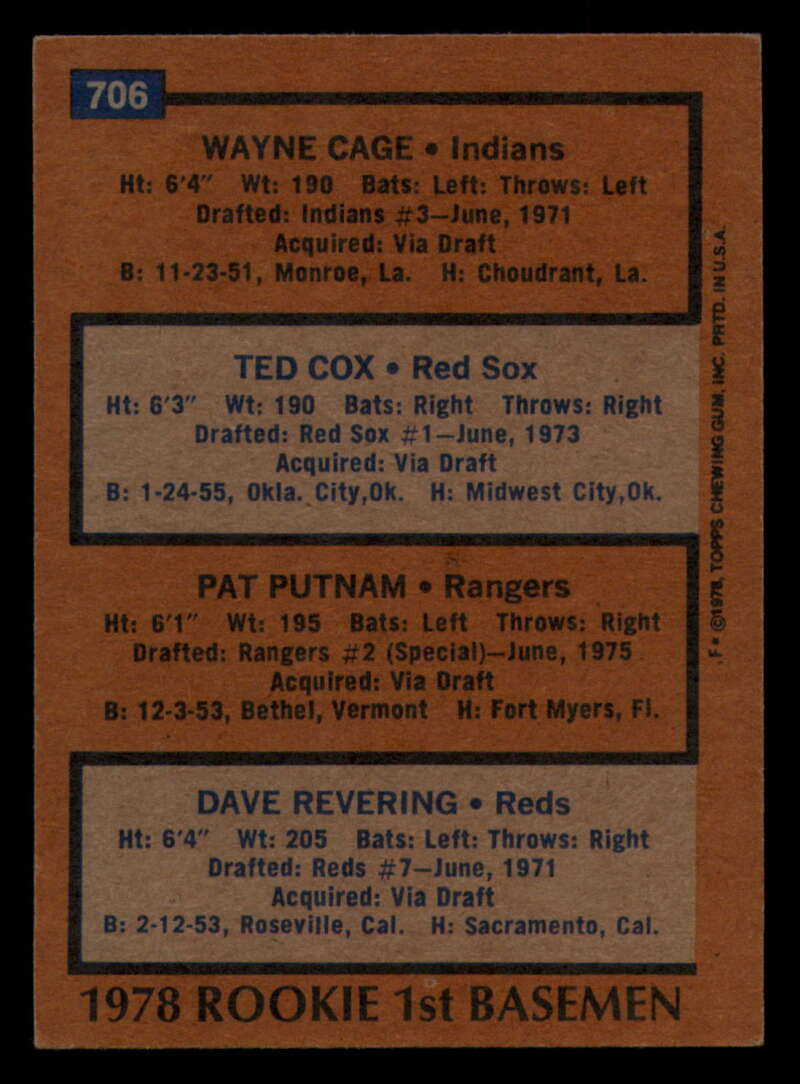 706
WAYNE CAGE • Indians
Ht: 6'4" Wt: 190 Bats: Left: Throws: Left
Drafted: Indians #3—June, 1971
Acquired: Via Draft
B: 11-23-51, Monroe, La. H: Choudrant, La.
TED COX • Red Sox
Ht: 6'3" Wt: 190 Bats: Right Throws: Right
Drafted: Red Sox #1—June, 1973
Acquired: Via Draft
B: 1-24-55, Okla. City,Ok. H: Midwest City,Ok.
PAT PUTNAM • Rangers
Ht: 6'1" Wt: 195 Bats: Left Throws: Right
Drafted: Rangers #2 (Special)—June, 1975
Acquired: Via Draft
B: 12-3-53, Bethel, Vermont H: Fort Myers, Fl.
DAVE REVERING • Reds
Ht: 6'4" Wt: 205 Bats: Left: Throws: Right
Drafted: Reds #7—June, 1971
Acquired: Via Draft
B: 2-12-53, Roseville, Cal. H: Sacramento, Cal.
1978 ROOKIE 1st BASEMEN
F* ©1978, TOPPS CHEWING GUM, INC. PRTD. IN U.S.A.